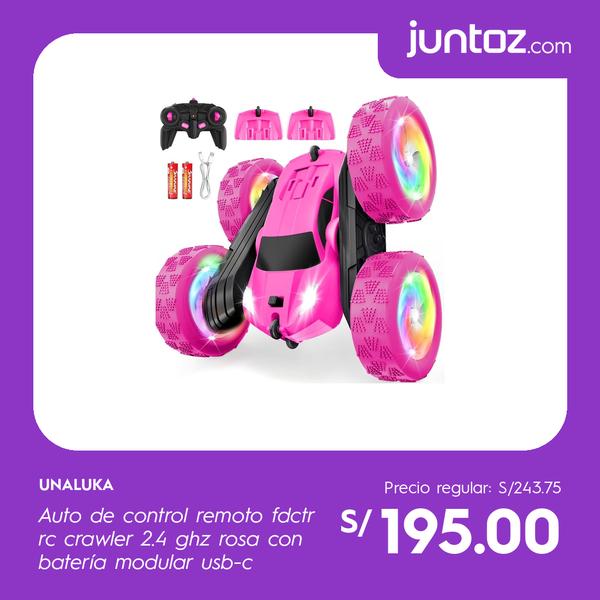 juntoz.com
UNALUKA
Auto de control remoto fdctr
rc crawler 2.4 ghz rosa con
batería modular usb-c
Precio regular: S/243.75
S/195.00